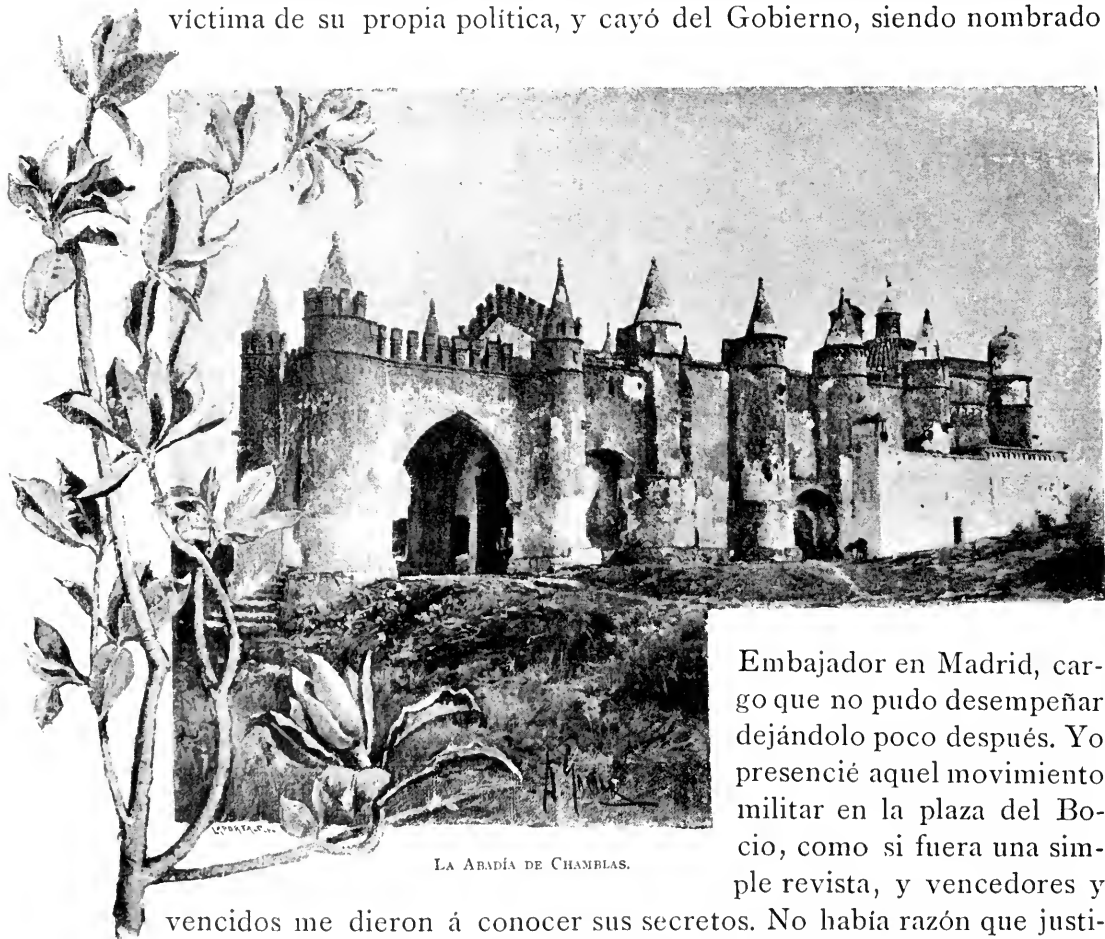 víctima de su propia política, y cayó del Gobierno, siendo nombrado
LA ABADÍA DE CHAMBLAS.
Embajador en Madrid, car-
go que no pudo desempeñar
dejándolo poco después. Yo
presencié aquel movimiento
militar en la plaza del Bo-
cio, como si fuera una sim-
ple revista, y vencedores y
vencidos me dieron á conocer sus secretos. No había razón que justi-